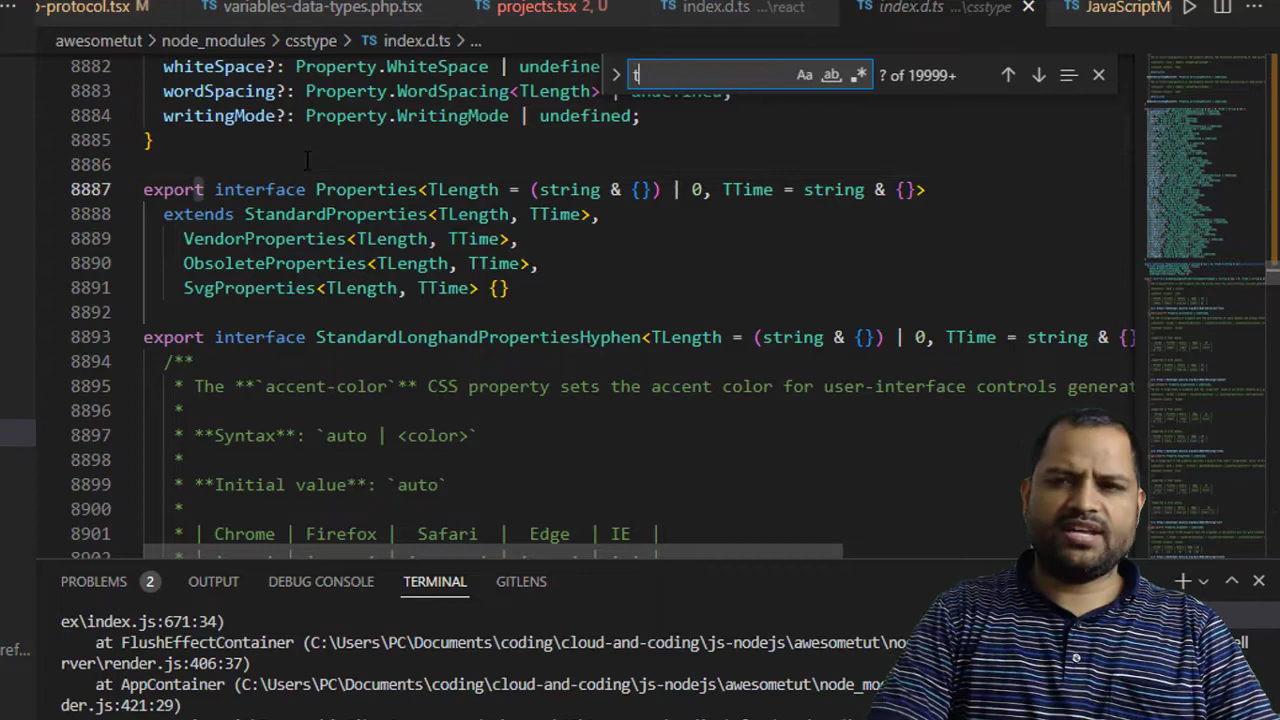 o-protocol.tsx M variables-data-types.php.tsx projects.tsx 2, U index.d.ts ...\react index.d.ts ...\csstype JavaScriptM
awesometut > node_modules > csstype > index.d.ts > ...
t Aa ab ? of 19999+
8882 whiteSpace?: Property.WhiteSpace | undefine
8883 wordSpacing?: Property.WordSpacing<TLength> | undefined;
8884 writingMode?: Property.WritingMode | undefined;
8885 }
8886
8887 export interface Properties<TLength = (string & {}) | 0, TTime = string & {}>
8888 extends StandardProperties<TLength, TTime>,
8889 VendorProperties<TLength, TTime>,
8890 ObsoleteProperties<TLength, TTime>,
8891 SvgProperties<TLength, TTime> {}
8892
8893 export interface StandardLonghandPropertiesHyphen<TLength = (string & {}) | 0, TTime = string & {}
8894 /**
8895 * The **`accent-color`** CSS property sets the accent color for user-interface controls generat
8896 *
8897 * **Syntax**: `auto | <color>`
8898 *
8899 * **Initial value**: `auto`
8900 *
8901 * | Chrome | Firefox | Safari | Edge | IE |
8902
PROBLEMS 2 OUTPUT DEBUG CONSOLE TERMINAL GITLENS
ex\index.js:671:34)
at FlushEffectContainer (C:\Users\PC\Documents\coding\cloud-and-coding\js-nodejs\awesometut\no
rver\render.js:406:37)
at AppContainer (C:\Users\PC\Documents\coding\cloud-and-coding\js-nodejs\awesometut\node_mo
der.js:421:29)
ref...